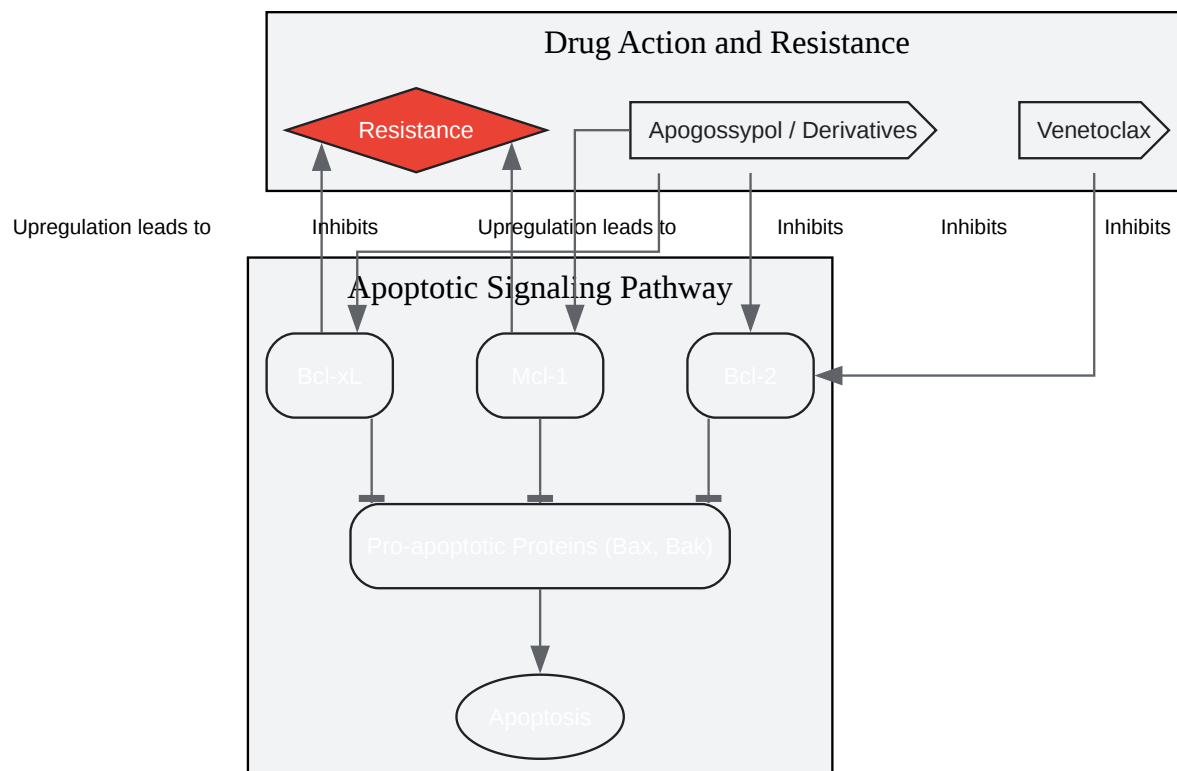 Drug Action and Resistance
Resistance
Apogossypol / Derivatives
Venetoclax
Upregulation leads to
Inhibits
Upregulation leads to
Inhibits
Inhibits
Inhibits
Apoptotic Signaling Pathway
Bcl-xL
Mcl-1
Bcl-2
Pro-apoptotic Proteins (Bax, Bak)
Apoptosis